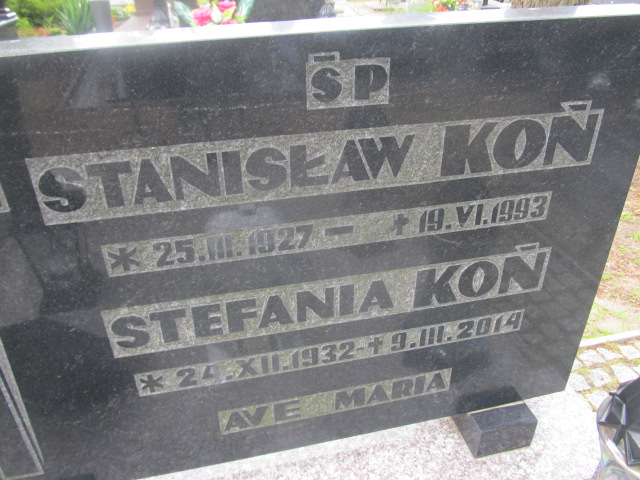 ŚP
STANISŁAW KOŃ
* 25.III.1927 - † 19.VI.1993
STEFANIA KOŃ
* 24.XII.1932 - † 9.III.2014
AVE MARIA